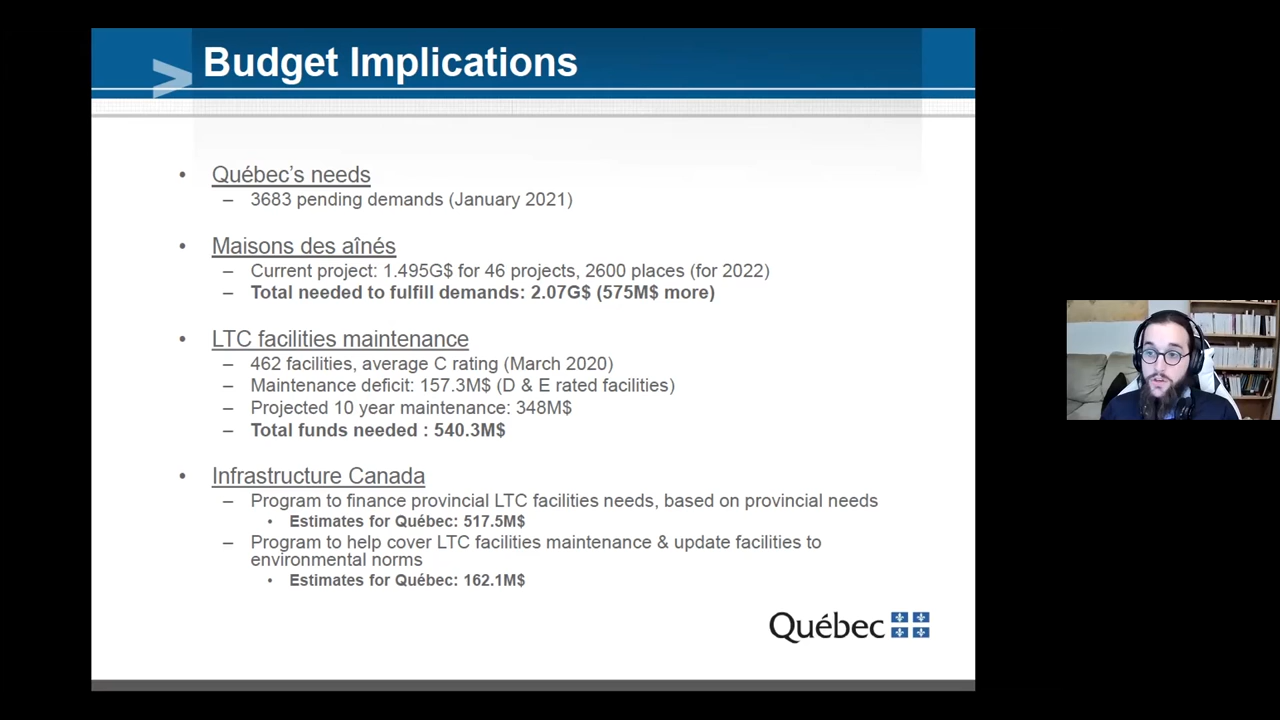 Budget Implications
• Québec's needs
– 3683 pending demands (January 2021)
• Maisons des aînés
– Current project: 1.495G$ for 46 projects, 2600 places (for 2022)
– Total needed to fulfill demands: 2.07G$ (575M$ more)
• LTC facilities maintenance
– 462 facilities, average C rating (March 2020)
– Maintenance deficit: 157.3M$ (D & E rated facilities)
– Projected 10 year maintenance: 348M$
– Total funds needed : 540.3M$
• Infrastructure Canada
– Program to finance provincial LTC facilities needs, based on provincial needs
• Estimates for Québec: 517.5M$
– Program to help cover LTC facilities maintenance & update facilities to
environmental norms
• Estimates for Québec: 162.1M$
Québec